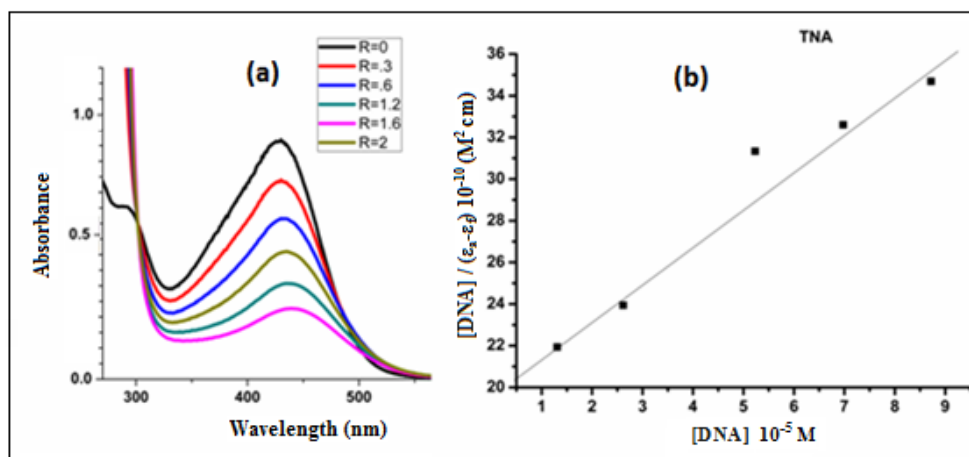 (a)
R=0
R=.3
R=.6
R=1.2
R=1.6
R=2
Absorbance
1.0
0.5
0.0
300 400 500
Wavelength (nm)
TNA
(b)
[DNA] / (εa-εf) 10-10 (M2 cm)
36
34
32
30
28
26
24
22
20
1 2 3 4 5 6 7 8 9
[DNA] 10-5 M